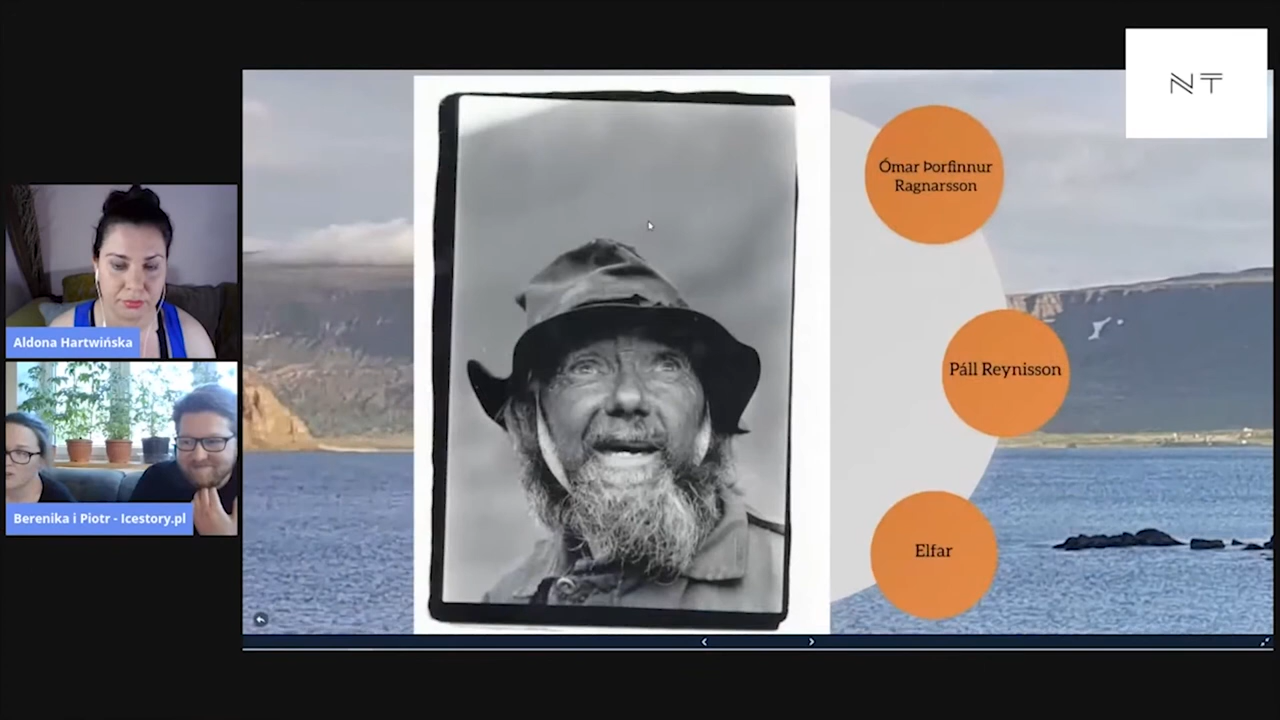 NT
Ómar Þorfinnur
Ragnarsson
Aldona Hartwińska
Páll Reynisson
Berenika i Piotr - Icestory.pl
Elfar